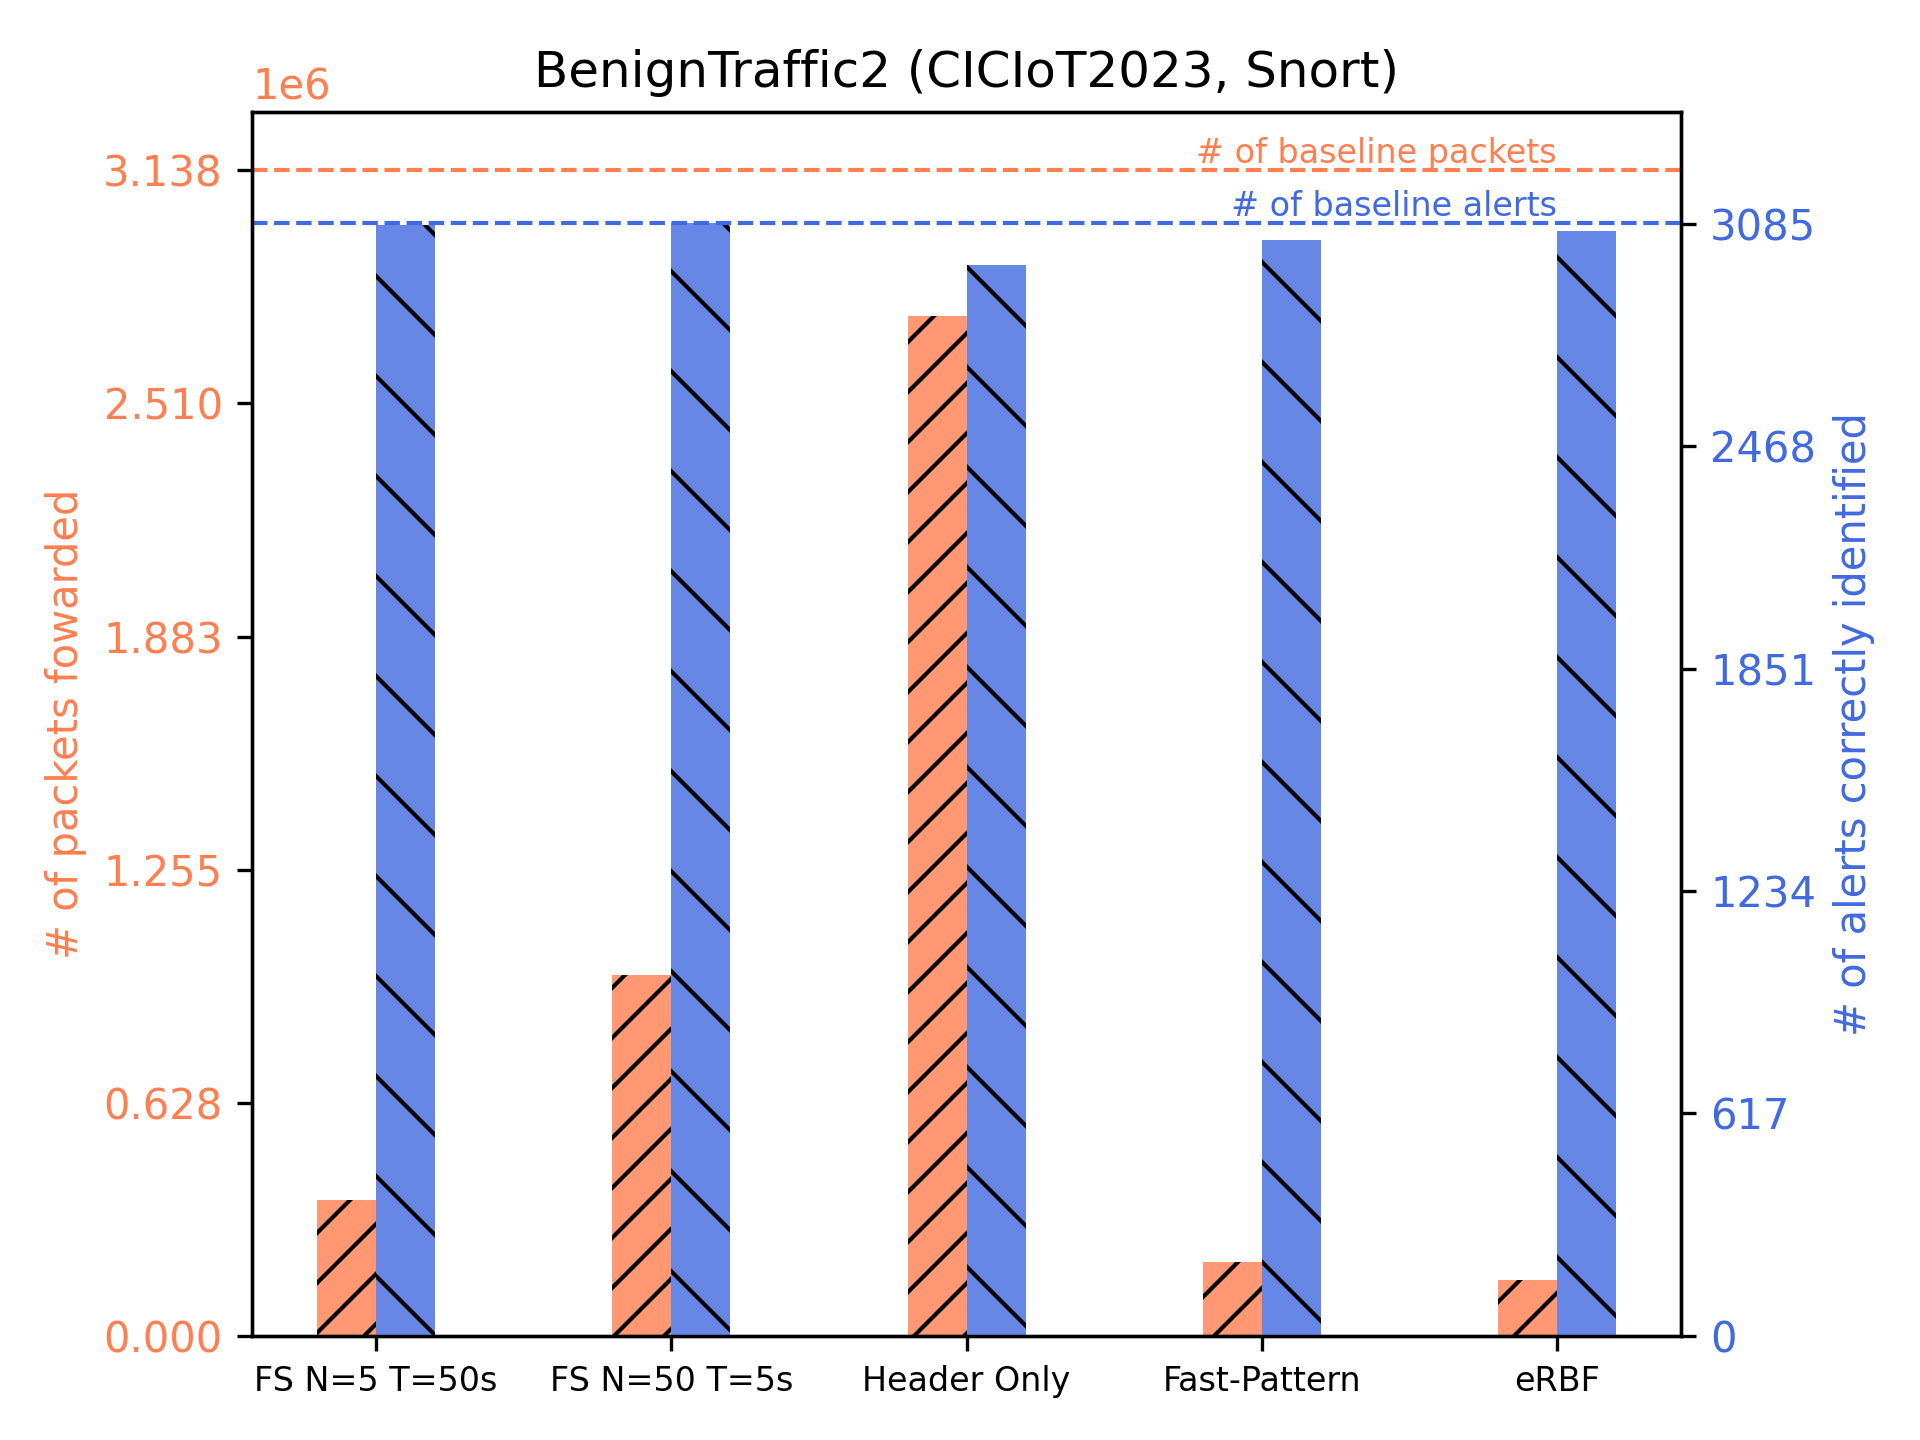 BenignTraffic2 (CICIoT2023, Snort)
1e6
# of baseline packets
# of baseline alerts
3.138
2.510
1.883
1.255
0.628
0.000
# of packets fowarded
3085
2468
1851
1234
617
0
# of alerts correctly identified
FS N=5 T=50s
FS N=50 T=5s
Header Only
Fast-Pattern
eRBF